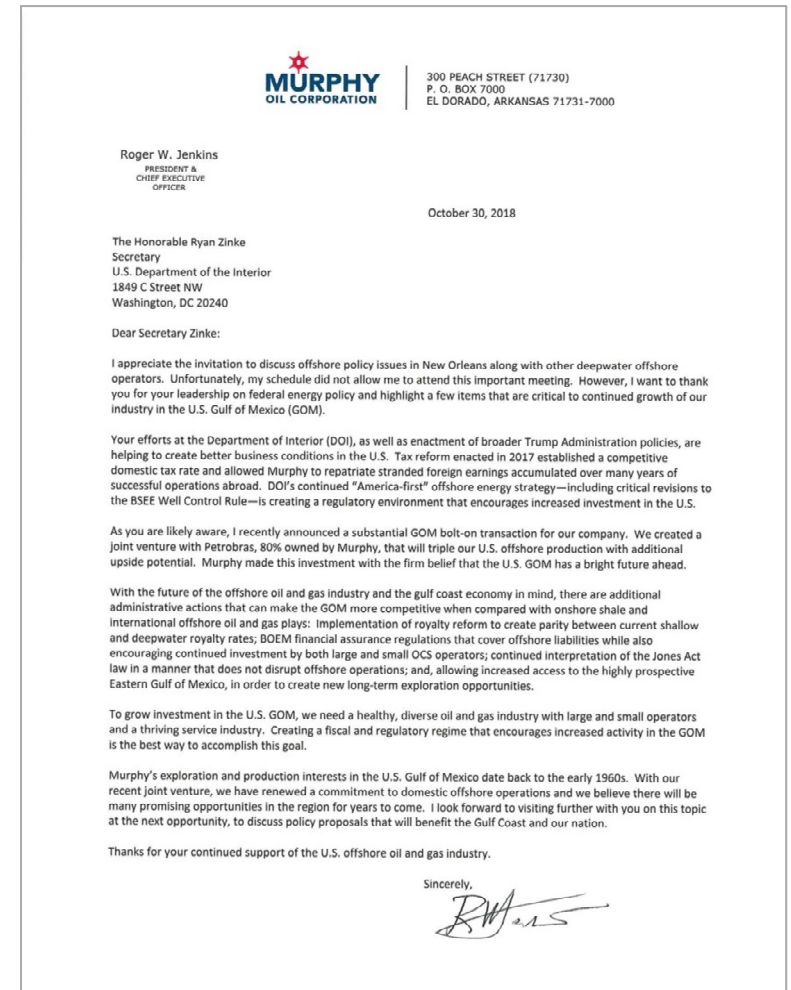 MURPHY
OIL CORPORATION
300 PEACH STREET (71730)
P. O. BOX 7000
EL DORADO, ARKANSAS 71731-7000
Roger W. Jenkins
PRESIDENT &
CHIEF EXECUTIVE
OFFICER
October 30, 2018
The Honorable Ryan Zinke
Secretary
U.S. Department of the Interior
1849 C Street NW
Washington, DC 20240
Dear Secretary Zinke:
I appreciate the invitation to discuss offshore policy issues in New Orleans along with other deepwater offshore
operators. Unfortunately, my schedule did not allow me to attend this important meeting. However, I want to thank
you for your leadership on federal energy policy and highlight a few items that are critical to continued growth of our
industry in the U.S. Gulf of Mexico (GOM).
Your efforts at the Department of Interior (DOI), as well as enactment of broader Trump Administration policies, are
helping to create better business conditions in the U.S. Tax reform enacted in 2017 established a competitive
domestic tax rate and allowed Murphy to repatriate stranded foreign earnings accumulated over many years of
successful operations abroad. DOI's continued "America-first" offshore energy strategy—including critical revisions to
the BSEE Well Control Rule—is creating a regulatory environment that encourages increased investment in the U.S.
As you are likely aware, I recently announced a substantial GOM bolt-on transaction for our company. We created a
joint venture with Petrobras, 80% owned by Murphy, that will triple our U.S. offshore production with additional
upside potential. Murphy made this investment with the firm belief that the U.S. GOM has a bright future ahead.
With the future of the offshore oil and gas industry and the gulf coast economy in mind, there are additional
administrative actions that can make the GOM more competitive when compared with onshore shale and
international offshore oil and gas plays: Implementation of royalty reform to create parity between current shallow
and deepwater royalty rates; BOEM financial assurance regulations that cover offshore liabilities while also
encouraging continued investment by both large and small OCS operators; continued interpretation of the Jones Act
law in a manner that does not disrupt offshore operations; and, allowing increased access to the highly prospective
Eastern Gulf of Mexico, in order to create new long-term exploration opportunities.
To grow investment in the U.S. GOM, we need a healthy, diverse oil and gas industry with large and small operators
and a thriving service industry. Creating a fiscal and regulatory regime that encourages increased activity in the GOM
is the best way to accomplish this goal.
Murphy's exploration and production interests in the U.S. Gulf of Mexico date back to the early 1960s. With our
recent joint venture, we have renewed a commitment to domestic offshore operations and we believe there will be
many promising opportunities in the region for years to come. I look forward to visiting further with you on this topic
at the next opportunity, to discuss policy proposals that will benefit the Gulf Coast and our nation.
Thanks for your continued support of the U.S. offshore oil and gas industry.
Sincerely,